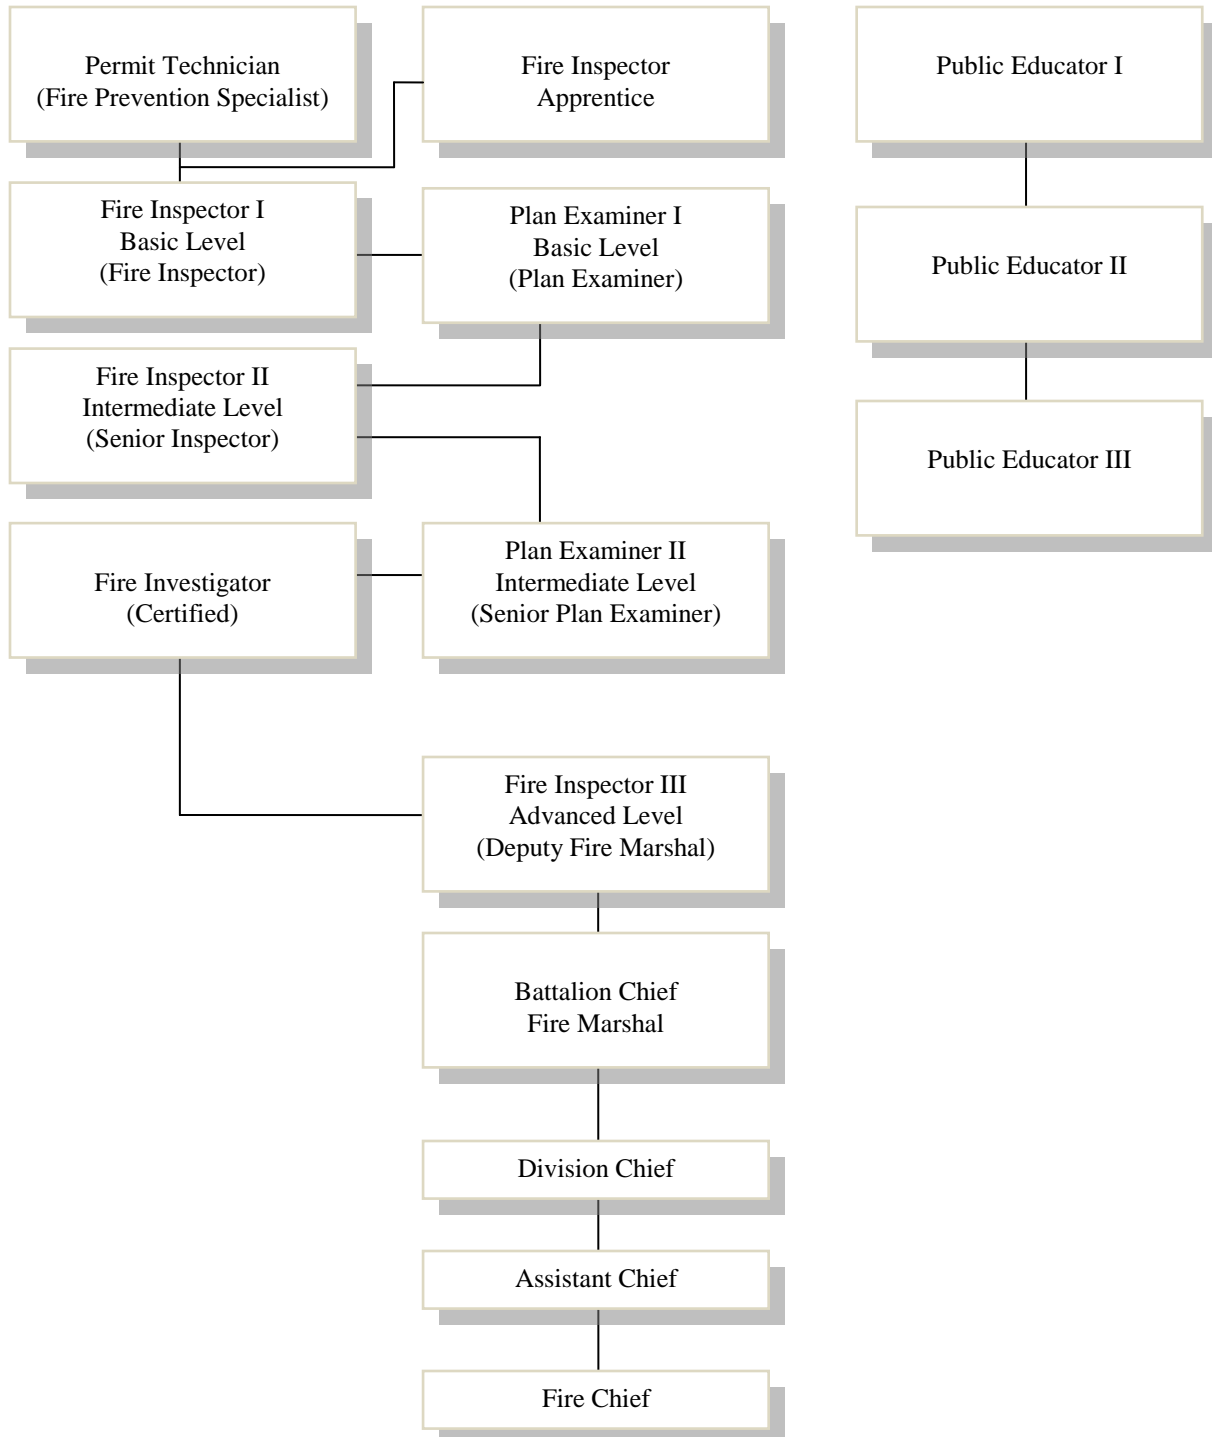 Permit Technician
(Fire Prevention Specialist)
Fire Inspector
Apprentice
Public Educator I
Fire Inspector I
Basic Level
(Fire Inspector)
Plan Examiner I
Basic Level
(Plan Examiner)
Public Educator II
Fire Inspector II
Intermediate Level
(Senior Inspector)
Public Educator III
Fire Investigator
(Certified)
Plan Examiner II
Intermediate Level
(Senior Plan Examiner)
Fire Inspector III
Advanced Level
(Deputy Fire Marshal)
Battalion Chief
Fire Marshal
Division Chief
Assistant Chief
Fire Chief